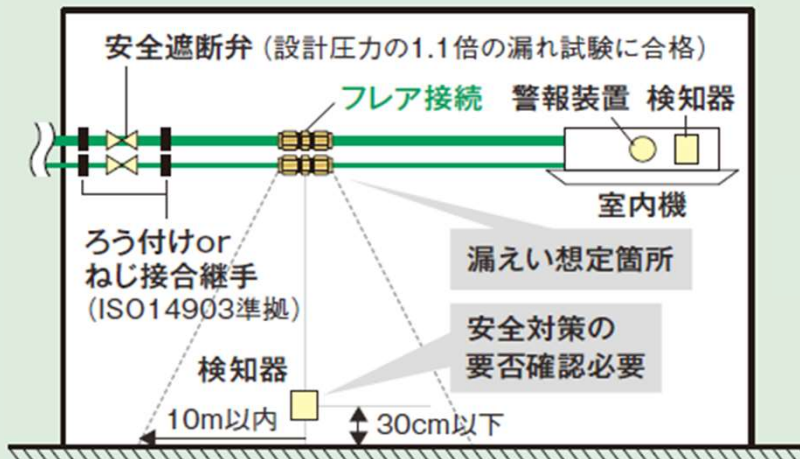 安全遮断弁（設計圧力の1.1倍の漏れ試験に合格）
フレア接続
警報装置
検知器
室内機
ろう付けor
ねじ接合継手
（ISO14903準拠）
漏えい想定箇所
安全対策の
要否確認必要
検知器
10m以内
30cm以下